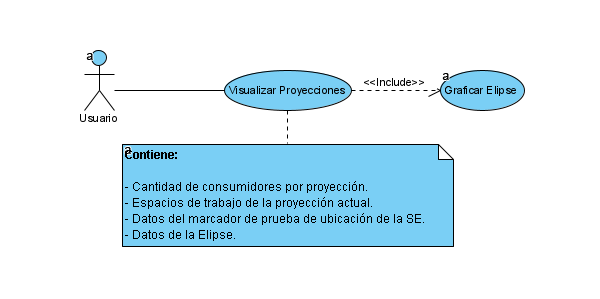 a
Usuario
Visualizar Proyecciones
<<Include>>
a
Graficar Elipse
a
Contiene:
- Cantidad de consumidores por proyección.
- Espacios de trabajo de la proyección actual.
- Datos del marcador de prueba de ubicación de la SE.
- Datos de la Elipse.